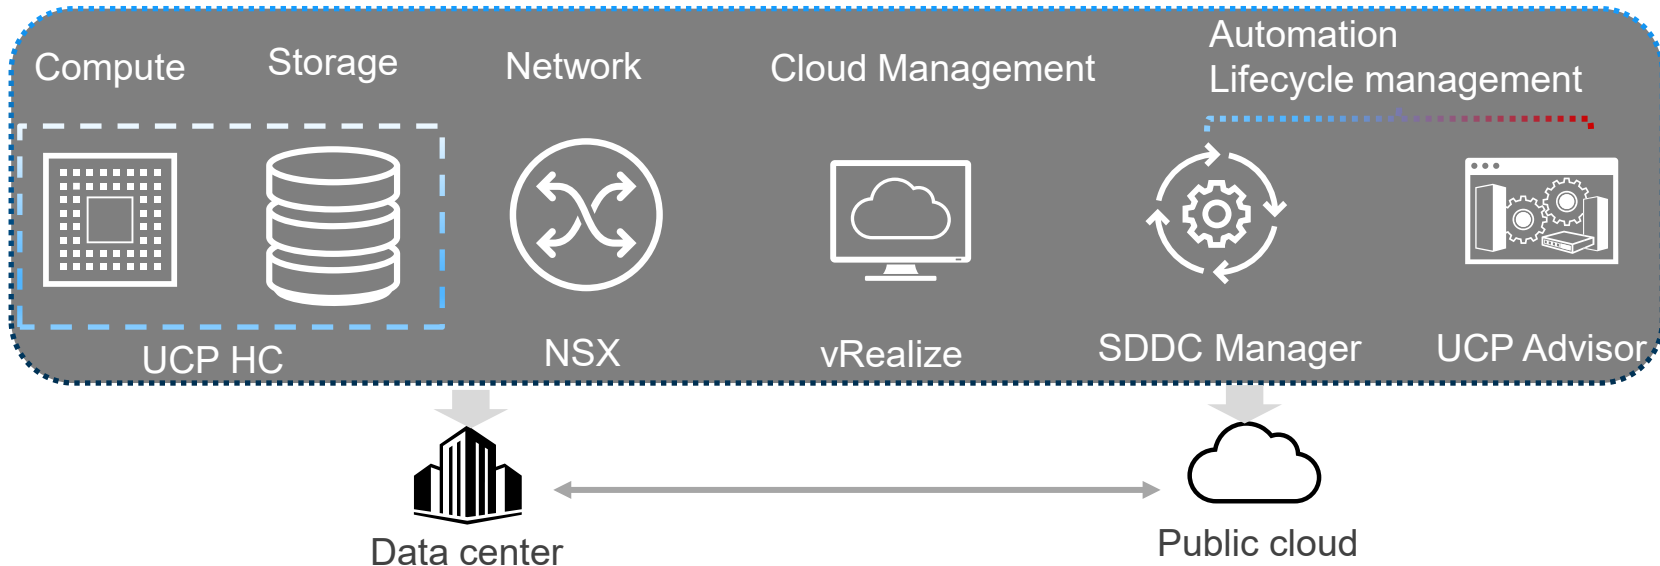 Compute
Storage
Network
Cloud Management
Automation
Lifecycle management
UCP HC
NSX
vRealize
SDDC Manager
UCP Advisor
Data center
Public cloud